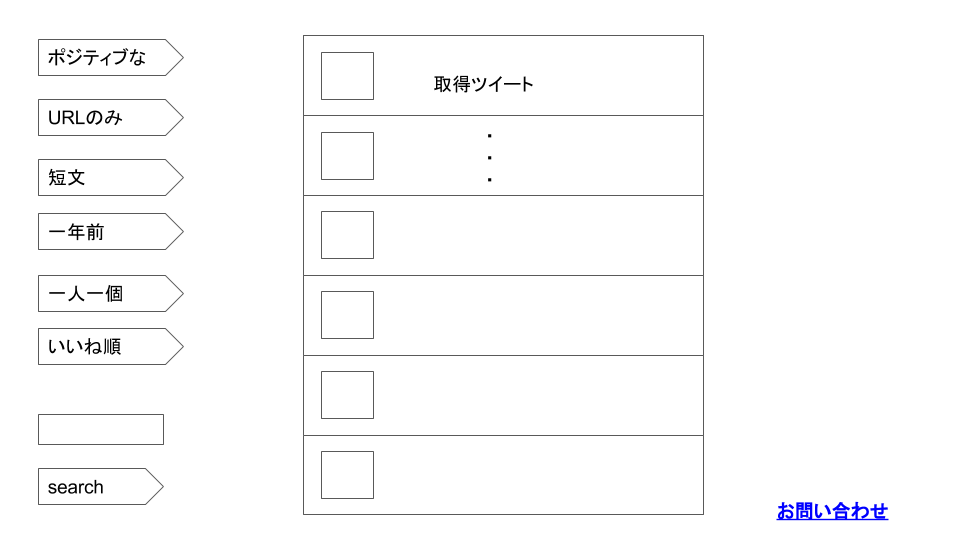 ポジティブな
URLのみ
短文
一年前
一人一個
いいね順
search
取得ツイート
・
・
・
お問い合わせ